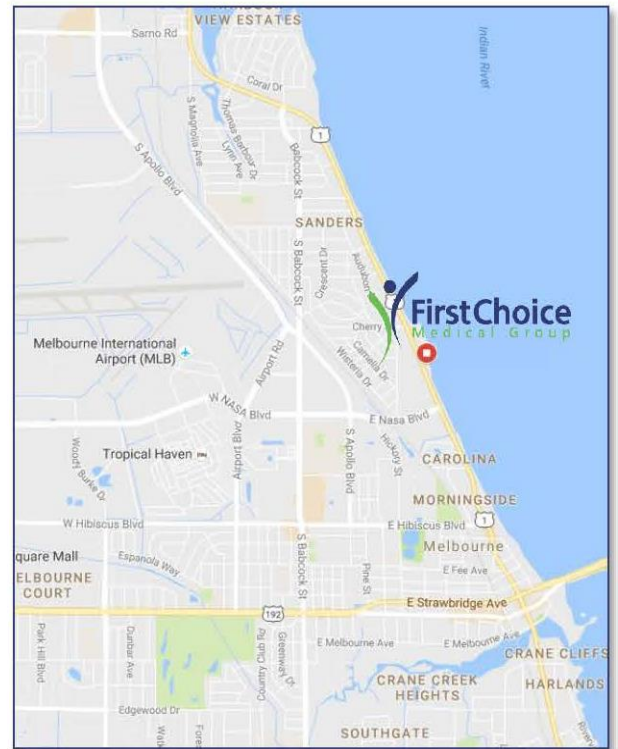 VIEW ESTATES
Sarno Rd
Indian River
Coral Dr
S Magnolia Ave
Thomas Barbour Dr
Lynn Ave
1
Babcock St
S Apollo Blvd
SANDERS
S Babcock St
Crescent Dr
Audubon
FirstChoice
Medical Group
Cherry
Melbourne International
Airport (MLB)
Camelia Dr
Wisteria Dr
Airport Rd
W NASA Blvd
E Nasa Blvd
Airport Blvd
S Apollo Blvd
Hickory St
Tropical Haven
Woody Burke Dr
CAROLINA
MORNINGSIDE
W Hibiscus Blvd
E Hibiscus Blvd
1
Melbourne
quare Mall
Espanola Way
S Babcock St
Pine St
E Fee Ave
ELBOURNE
COURT
E Strawbridge Ave
192
Park Hill Blvd
Dunbar Ave
Country Club Rd
Greenway Dr
E Melbourne Ave
E Melbourne Ave
CRANE CLIFFS
CRANE CREEK
HEIGHTS
HARLANDS
Edgewood Dr
SOUTHGATE